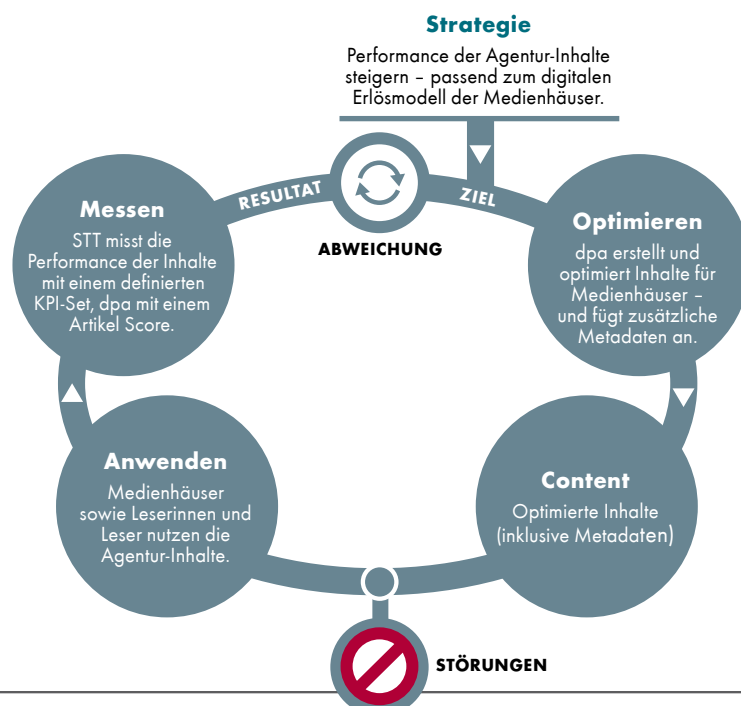 Strategie
Performance der Agentur-Inhalte
steigern – passend zum digitalen
Erlösmodell der Medienhäuser.
RESULTAT
ZIEL
ABWEICHUNG
Messen
STT misst die
Performance der Inhalte
mit einem definierten
KPI-Set, dpa mit einem
Artikel Score.
Optimieren
dpa erstellt und
optimiert Inhalte für
Medienhäuser –
und fügt zusätzliche
Metadaten an.
Anwenden
Medienhäuser
sowie Leserinnen und
Leser nutzen die
Agentur-Inhalte.
Content
Optimierte Inhalte
(inklusive Metadaten)
STÖRUNGEN